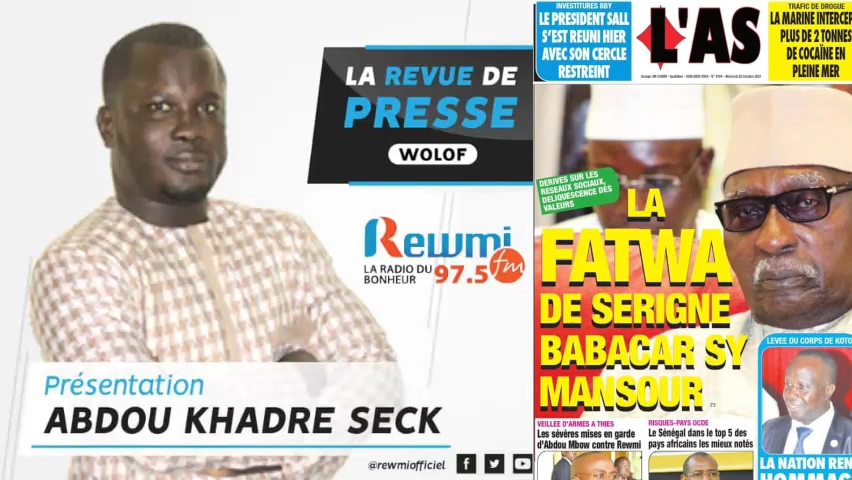 LA REVUE DE
PRESSE
WOLOF
Rewmi fm
LA RADIO DU
BONHEUR
97.5
Présentation
ABDOU KHADRE SECK
@rewmiofficiel
INVESTITURES BBY
LE PRESIDENT SALL
S'EST REUNI HIER
AVEC SON CERCLE
RESTREINT
L'AS
TRAFIC DE DROGUE
LA MARINE INTERCEP
PLUS DE 2 TONNES
DE COCAÏNE EN
PLEINE MER
DERIVES SUR LES
RESEAUX SOCIAUX,
DELIQUESCENCE DES
VALEURS
LA
FATWA
DE SERIGNE
BABACAR SY
MANSOUR
P.3
VEILLEE D'ARMES A THIES
Les sévères mises en garde
d'Abdou Mbow contre Rewmi
RISQUES-PAYS OCDE
Le Sénégal dans le top 5 des
pays africains les mieux notés
LEVEE DU CORPS DE KOTO
LA NATION REN
HOMMAG